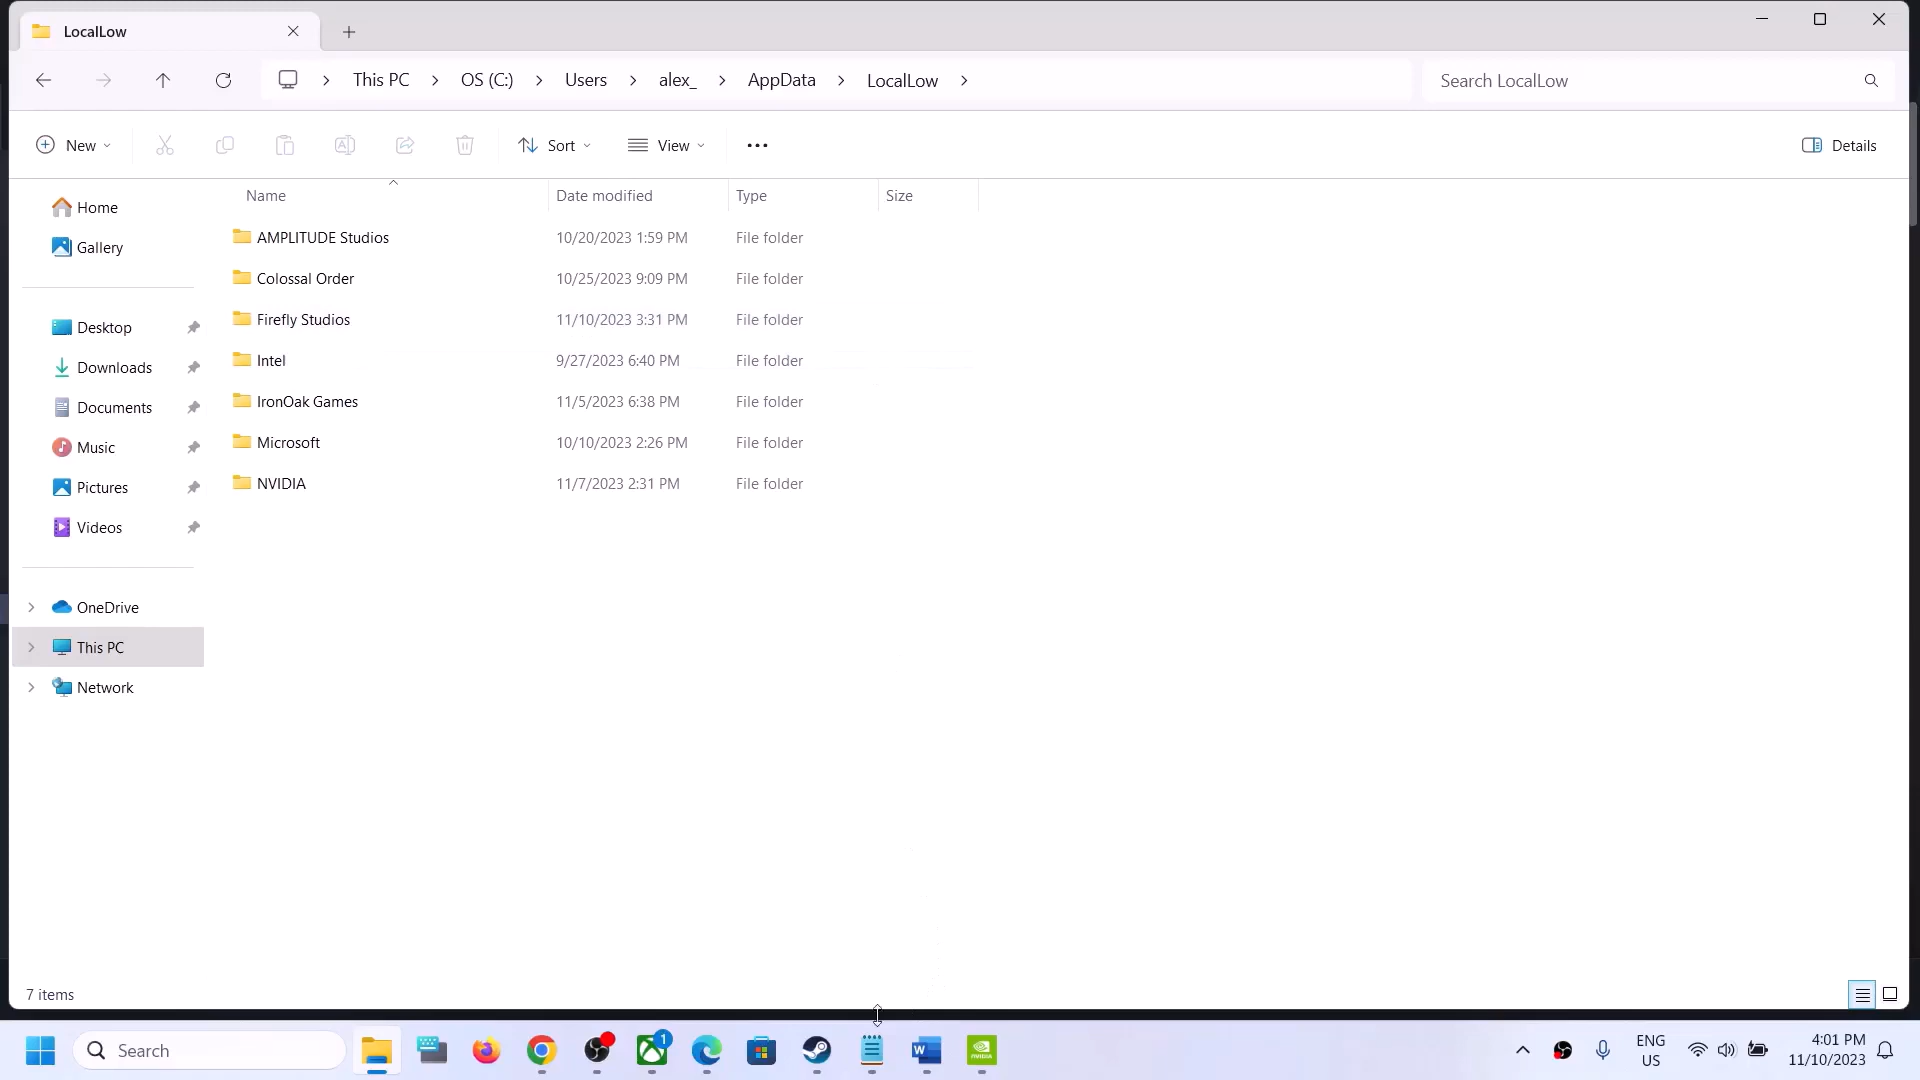 LocalLow
This PC > OS (C:) > Users > alex_ > AppData > LocalLow >
Search LocalLow
New
Sort
View
Details
Name Date modified Type Size
Home
Gallery
Desktop
Downloads
Documents
Music
Pictures
Videos
OneDrive
This PC
Network
AMPLITUDE Studios 10/20/2023 1:59 PM File folder
Colossal Order 10/25/2023 9:09 PM File folder
Firefly Studios 11/10/2023 3:31 PM File folder
Intel 9/27/2023 6:40 PM File folder
IronOak Games 11/5/2023 6:38 PM File folder
Microsoft 10/10/2023 2:26 PM File folder
NVIDIA 11/7/2023 2:31 PM File folder
7 items
Search
1
W
NVIDIA
ENG
US
4:01 PM
11/10/2023